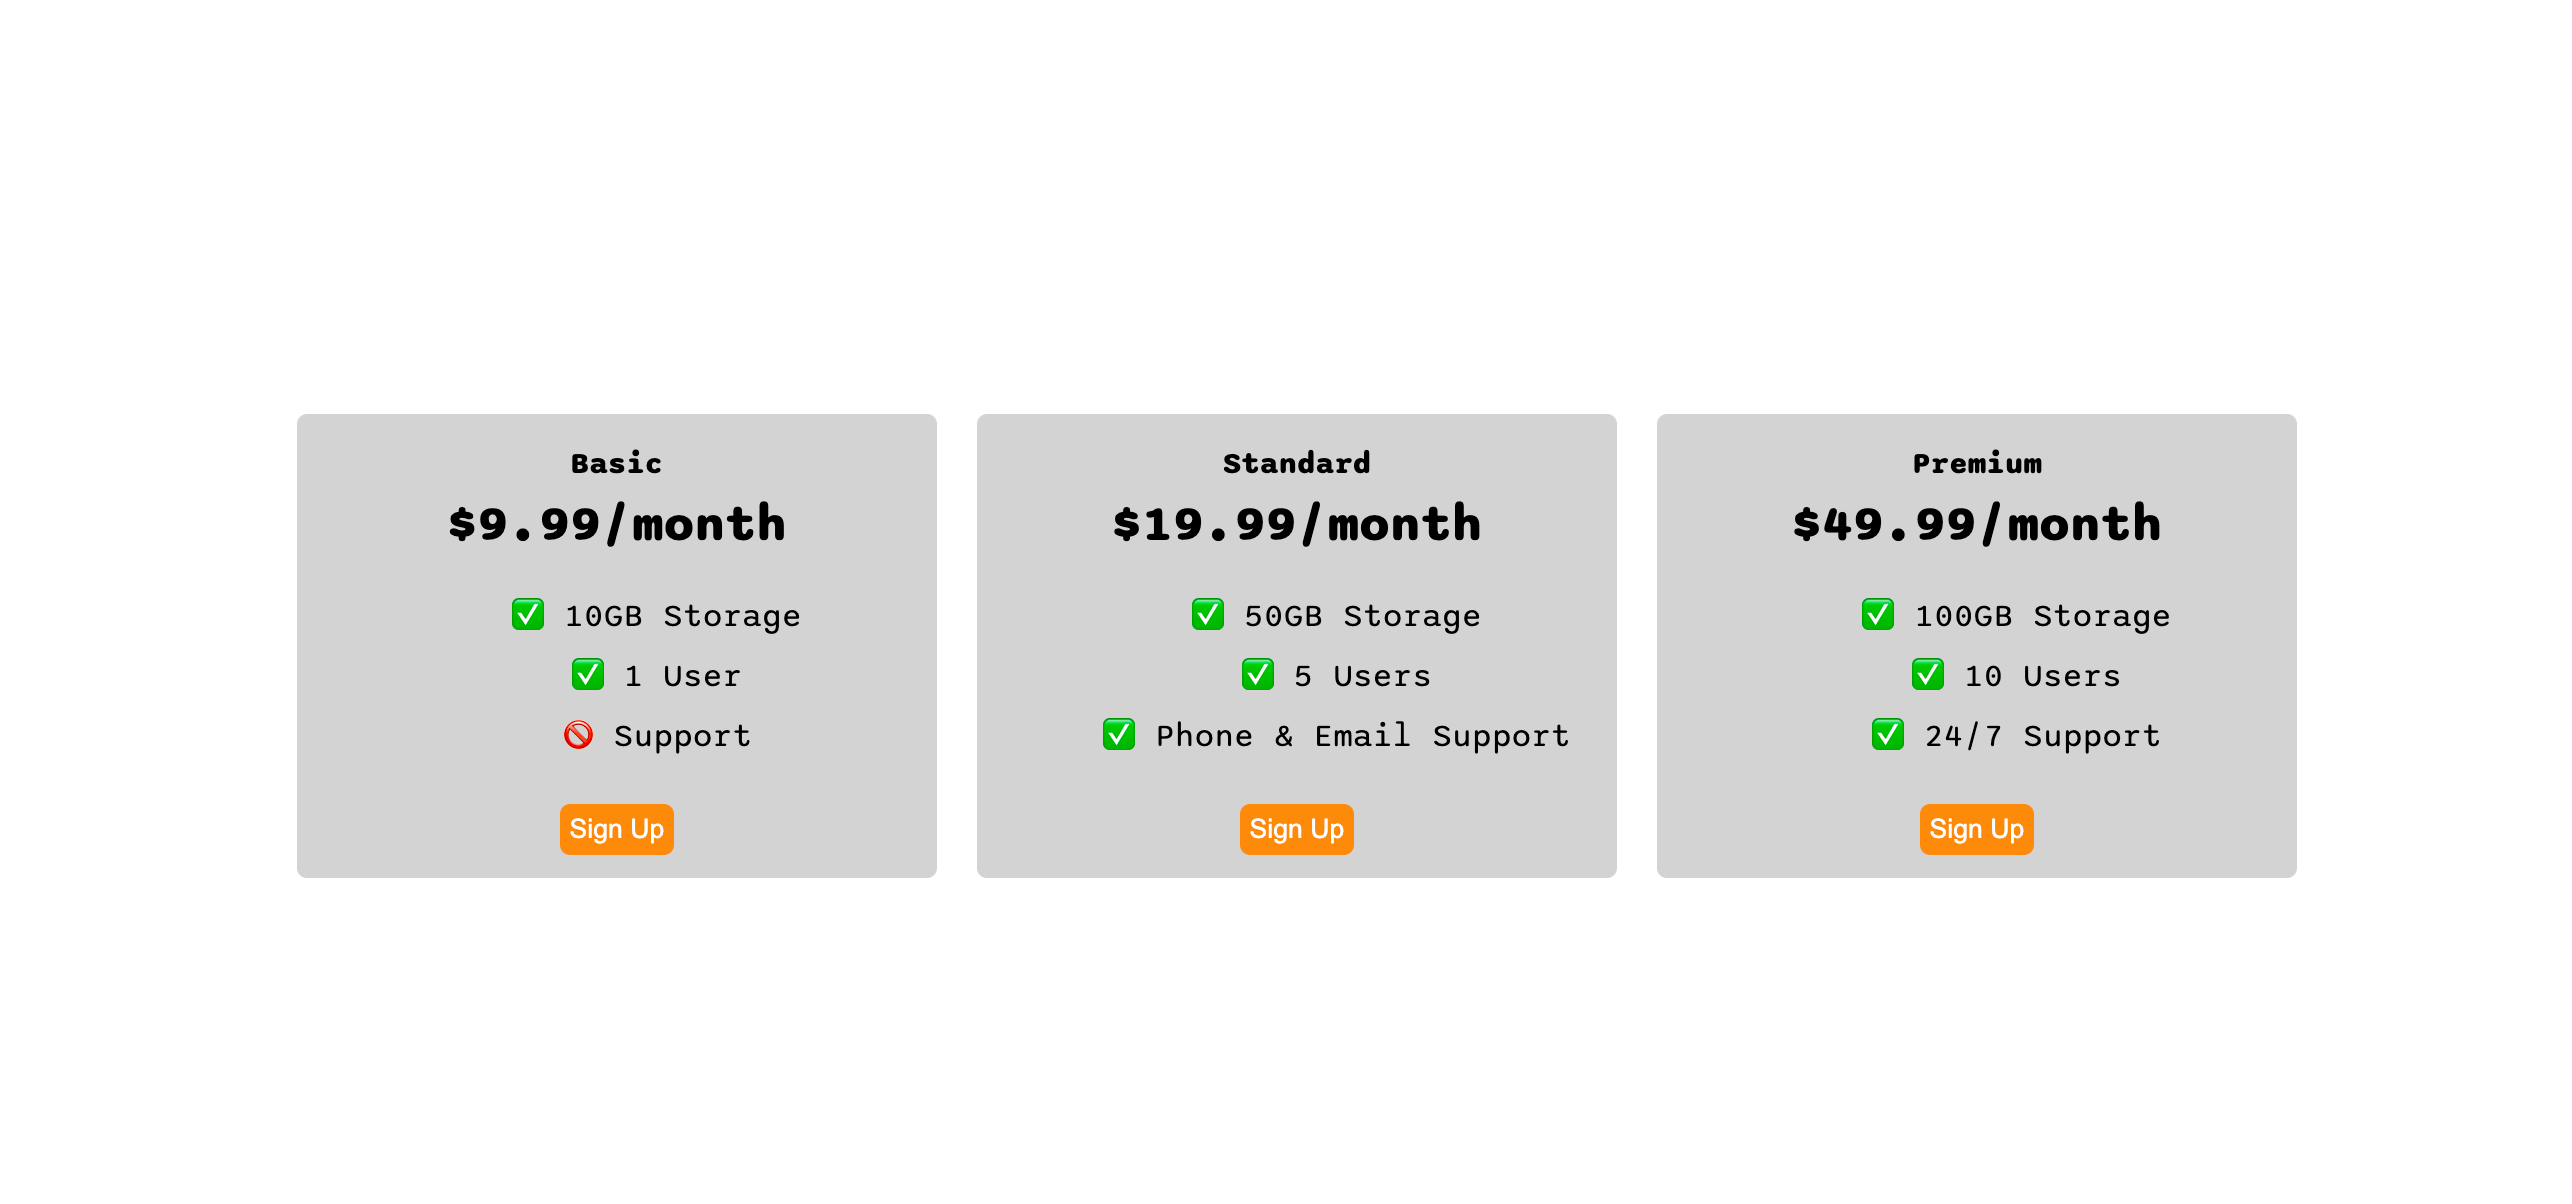 Basic
$9.99/month
✅ 10GB Storage
✅ 1 User
🚫 Support
Sign Up
Standard
$19.99/month
✅ 50GB Storage
✅ 5 Users
✅ Phone & Email Support
Sign Up
Premium
$49.99/month
✅ 100GB Storage
✅ 10 Users
✅ 24/7 Support
Sign Up